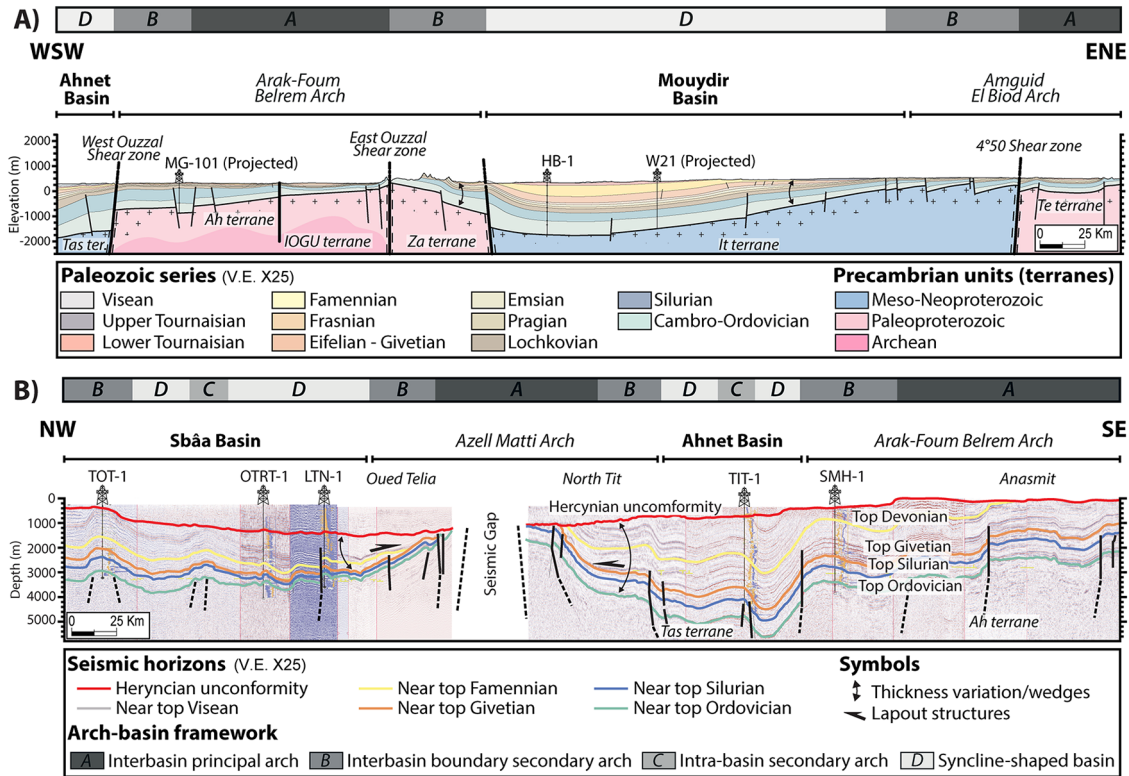 A)
D B A B D B A
WSW ENE
Ahnet Basin
Arak-Foum Belrem Arch
Mouydir Basin
Amguid El Biod Arch
West Ouzzal Shear zone
East Ouzzal Shear zone
4°50 Shear zone
MG-101 (Projected)
HB-1
W21 (Projected)
Elevation (m)
2000
1000
0
-1000
-2000
Tas ter.
Ah terrane
IOGU terrane
Za terrane
It terrane
Te terrane
0 25 Km
Paleozoic series (V.E. X25)
Visean
Upper Tournaisian
Lower Tournaisian
Famennian
Frasnian
Eifelian - Givetian
Emsian
Pragian
Lochkovian
Silurian
Cambro-Ordovician
Precambrian units (terranes)
Meso-Neoproterozoic
Paleoproterozoic
Archean
B)
B D C D B A B D C D B A
NW SE
Sbâa Basin
Azell Matti Arch
Ahnet Basin
Arak-Foum Belrem Arch
TOT-1
OTRT-1
LTN-1
Oued Telia
North Tit
TIT-1
SMH-1
Anasmit
Depth (m)
0
1000
2000
3000
4000
5000
Seismic Gap
Hercynian uncomformity
Top Devonian
Top Givetian
Top Silurian
Top Ordovician
Tas terrane
Ah terrane
0 25 Km
Seismic horizons (V.E. X25)
Heryncian unconformity
Near top Visean
Near top Famennian
Near top Givetian
Near top Silurian
Near top Ordovician
Symbols
Thickness variation/wedges
Lapout structures
Arch-basin framework
A Interbasin principal arch
B Interbasin boundary secondary arch
C Intra-basin secondary arch
D Syncline-shaped basin